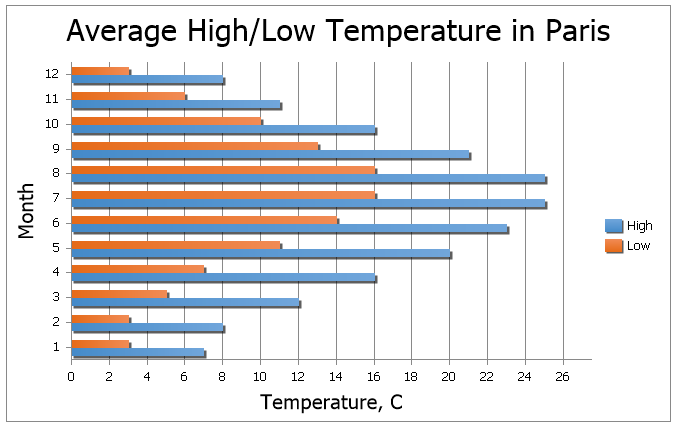 Average High/Low Temperature in Paris
12
11
10
9
8
7
6
5
4
3
2
1
Month
High
Low
0 2 4 6 8 10 12 14 16 18 20 22 24 26
Temperature, C